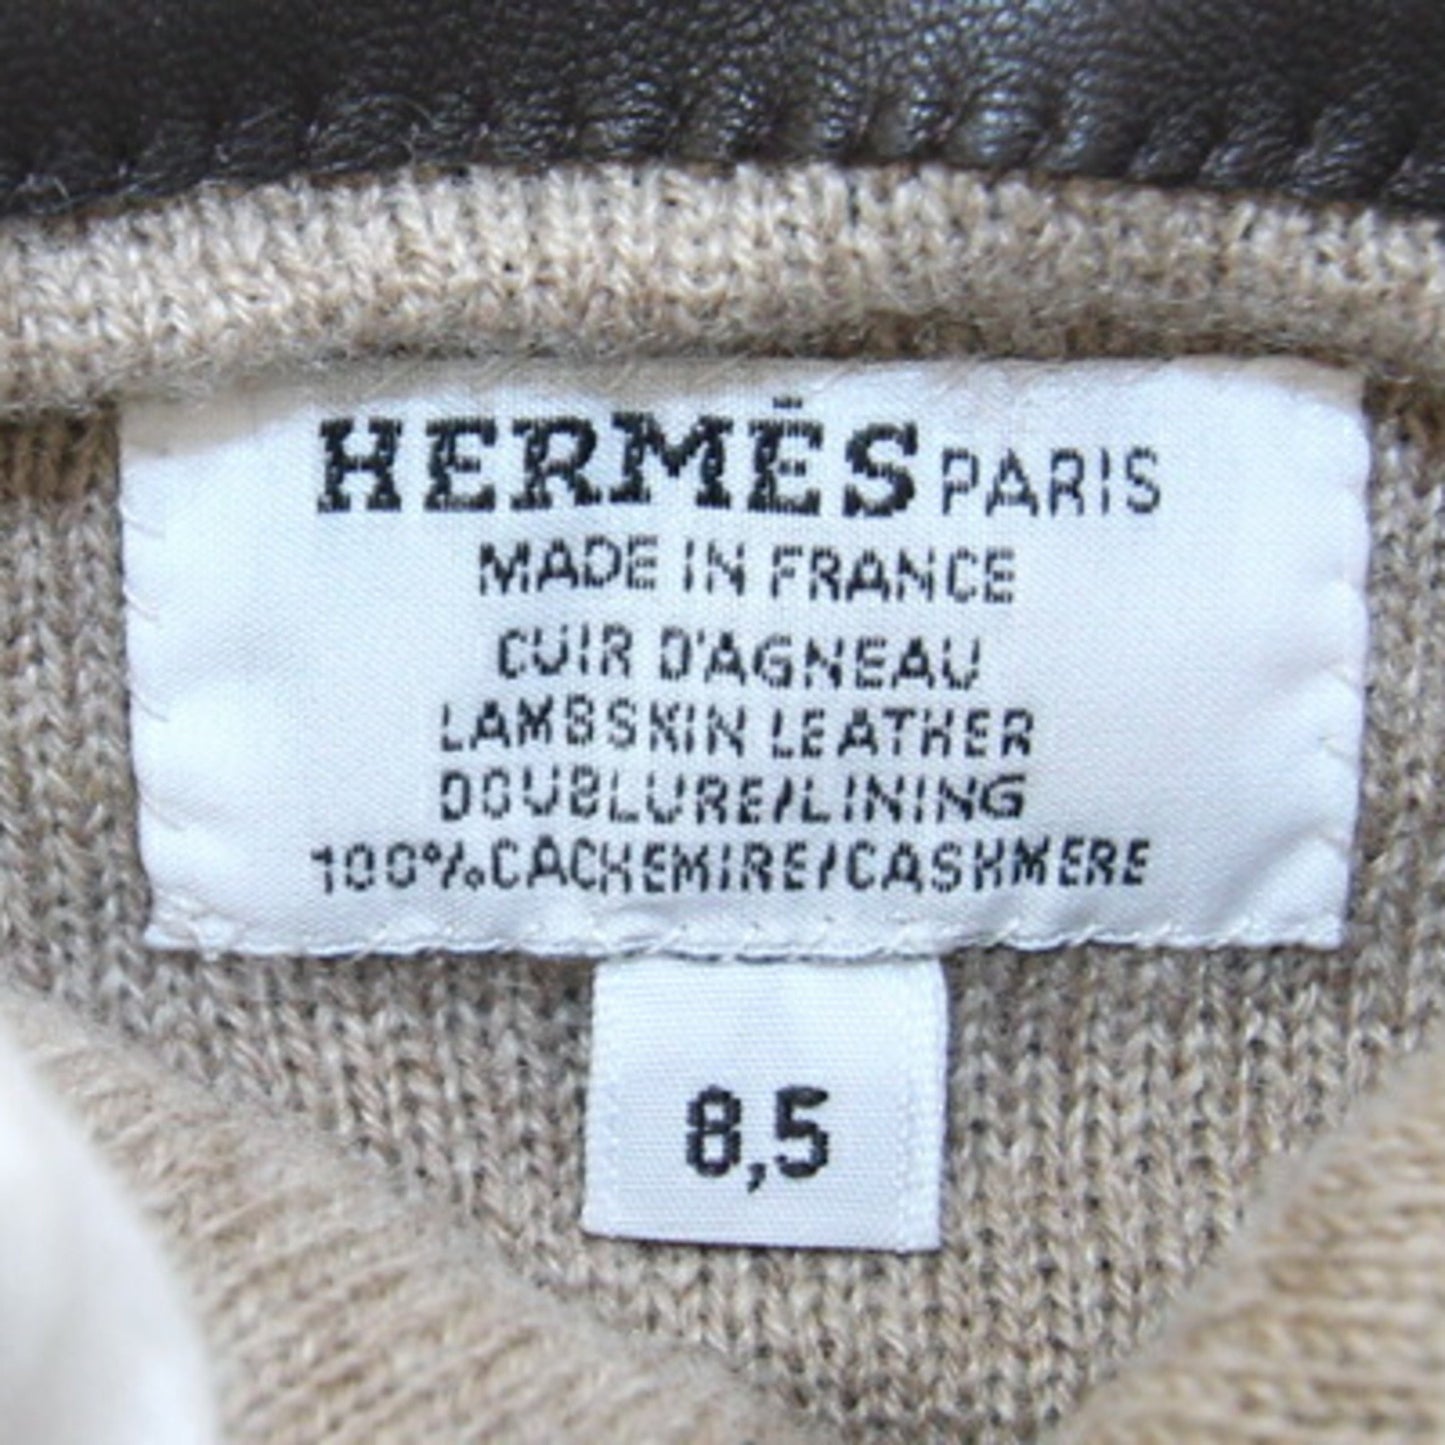 HERMÈS PARIS
MADE IN FRANCE
CUIR D'AGNEAU
LAMBSKIN LEATHER
DOUBLURE/LINING
100%CACHEMIRE/CASHMERE
8,5